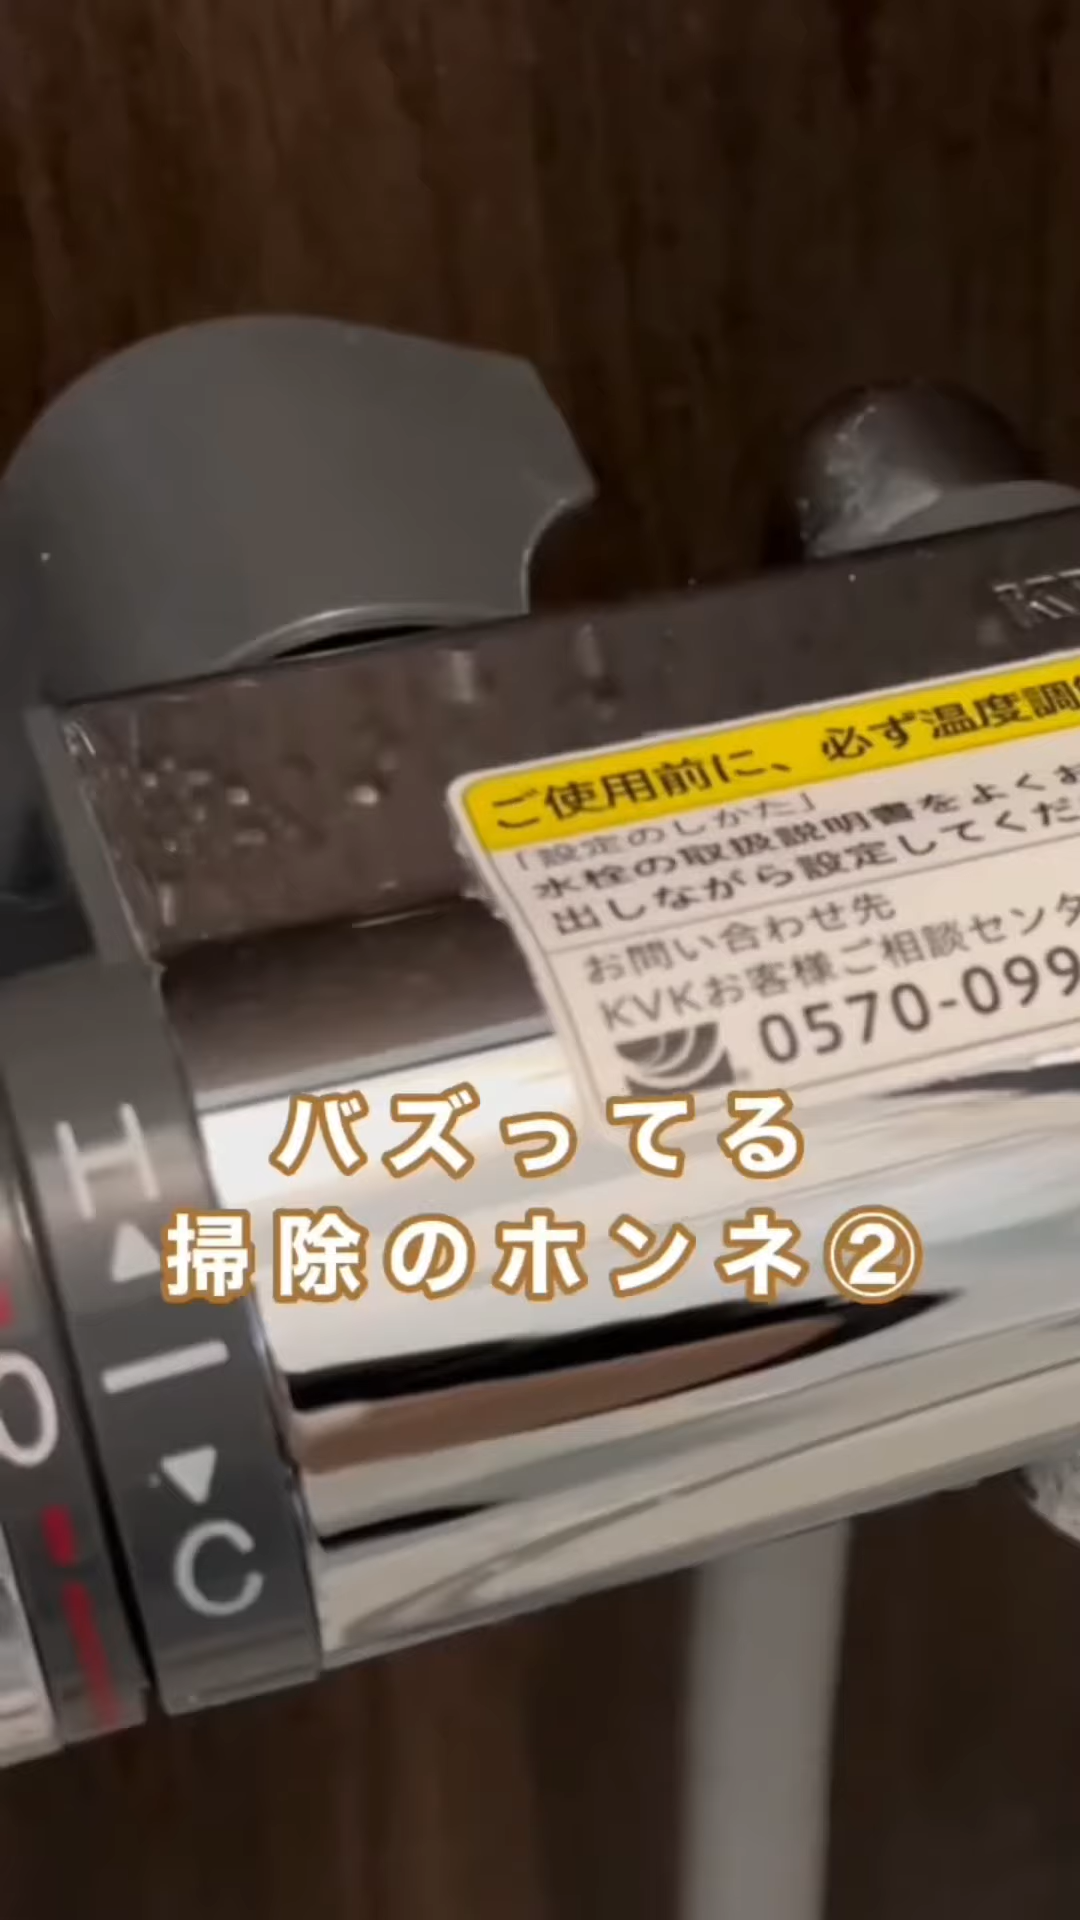 ご使用前に、必ず温度調
「設定のしかた」
水栓の取扱説明書をよくお
出しながら設定してくだ
お問い合わせ先
KVKお客様ご相談センタ
0570-099
バズってる
掃除のホンネ②
H
C
0